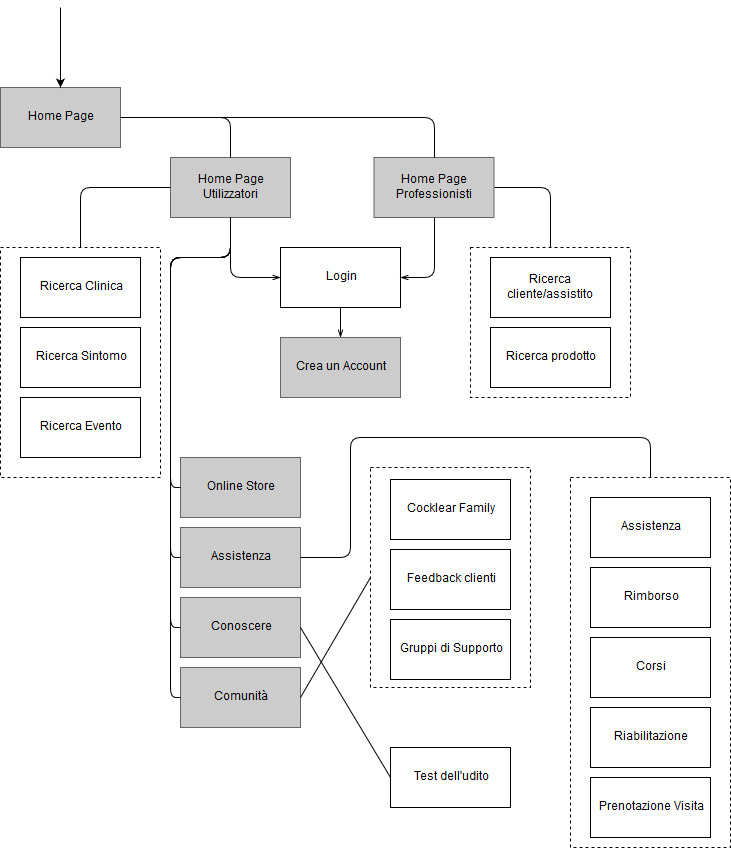 Home Page
Home Page
Utilizzatori
Home Page
Professionisti
Ricerca Clinica
Ricerca Sintomo
Ricerca Evento
Login
Crea un Account
Ricerca
cliente/assistito
Ricerca prodotto
Online Store
Assistenza
Conoscere
Comunità
Cocklear Family
Feedback clienti
Gruppi di Supporto
Test dell'udito
Assistenza
Rimborso
Corsi
Riabilitazione
Prenotazione Visita